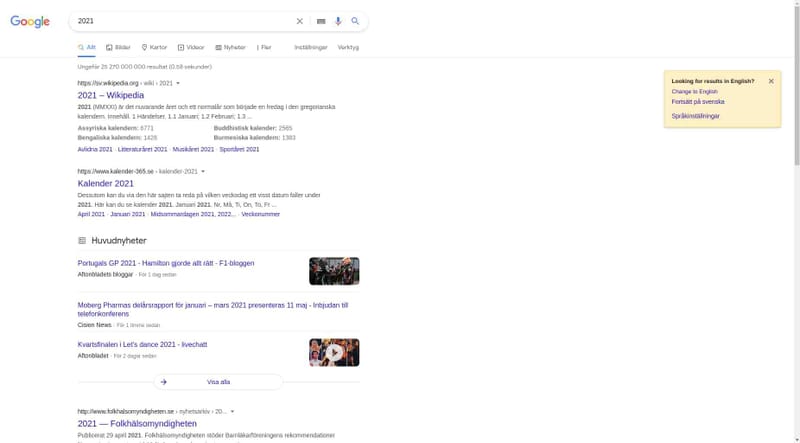 Google
2021
Allt Bilder Kartor Videor Nyheter Fler Inställningar Verktyg
Ungefär 25 270 000 000 resultat (0,68 sekunder)
https://sv.wikipedia.org › wiki › 2021
2021 – Wikipedia
2021 (MMXXI) är det nuvarande året och ett normalår som började en fredag i den gregorianska
kalendern. Innehåll. 1 Händelser. 1.1 Januari; 1.2 Februari; 1.3 ...
Assyriska kalendern: 6771 Buddhistisk kalender: 2565
Bengaliska kalendern: 1428 Burmesiska kalendern: 1383
Avlidna 2021 · Litteraturåret 2021 · Musikåret 2021 · Sportåret 2021
https://www.kalender-365.se › kalender-2021
Kalender 2021
Dessutom kan du via den här sajten ta reda på vilken veckodag ett visst datum faller under
2021. Här kan du se kalender 2021. Januari 2021. Nr, Må, Ti, On, To, Fr ...
April 2021 · Januari 2021 · Midsommardagen 2021, 2022... · Veckonummer
Huvudnyheter
Portugals GP 2021 - Hamilton gjorde allt rätt - F1-bloggen
Aftonbladets bloggar · För 1 dag sedan
Moberg Pharmas delårsrapport för januari – mars 2021 presenteras 11 maj - Inbjudan till
telefonkonferens
Cision News · För 1 timme sedan
Kvartsfinalen i Let's dance 2021 - livechatt
Aftonbladet · För 2 dagar sedan
Visa alla
http://www.folkhalsomyndigheten.se › nyhetsarkiv › 20...
2021 — Folkhälsomyndigheten
Publicerat 29 april 2021. Folkhälsomyndigheten stöder Barnläkarföreningens rekommendationer
Looking for results in English?
Change to English
Fortsätt på svenska
Språkinställningar